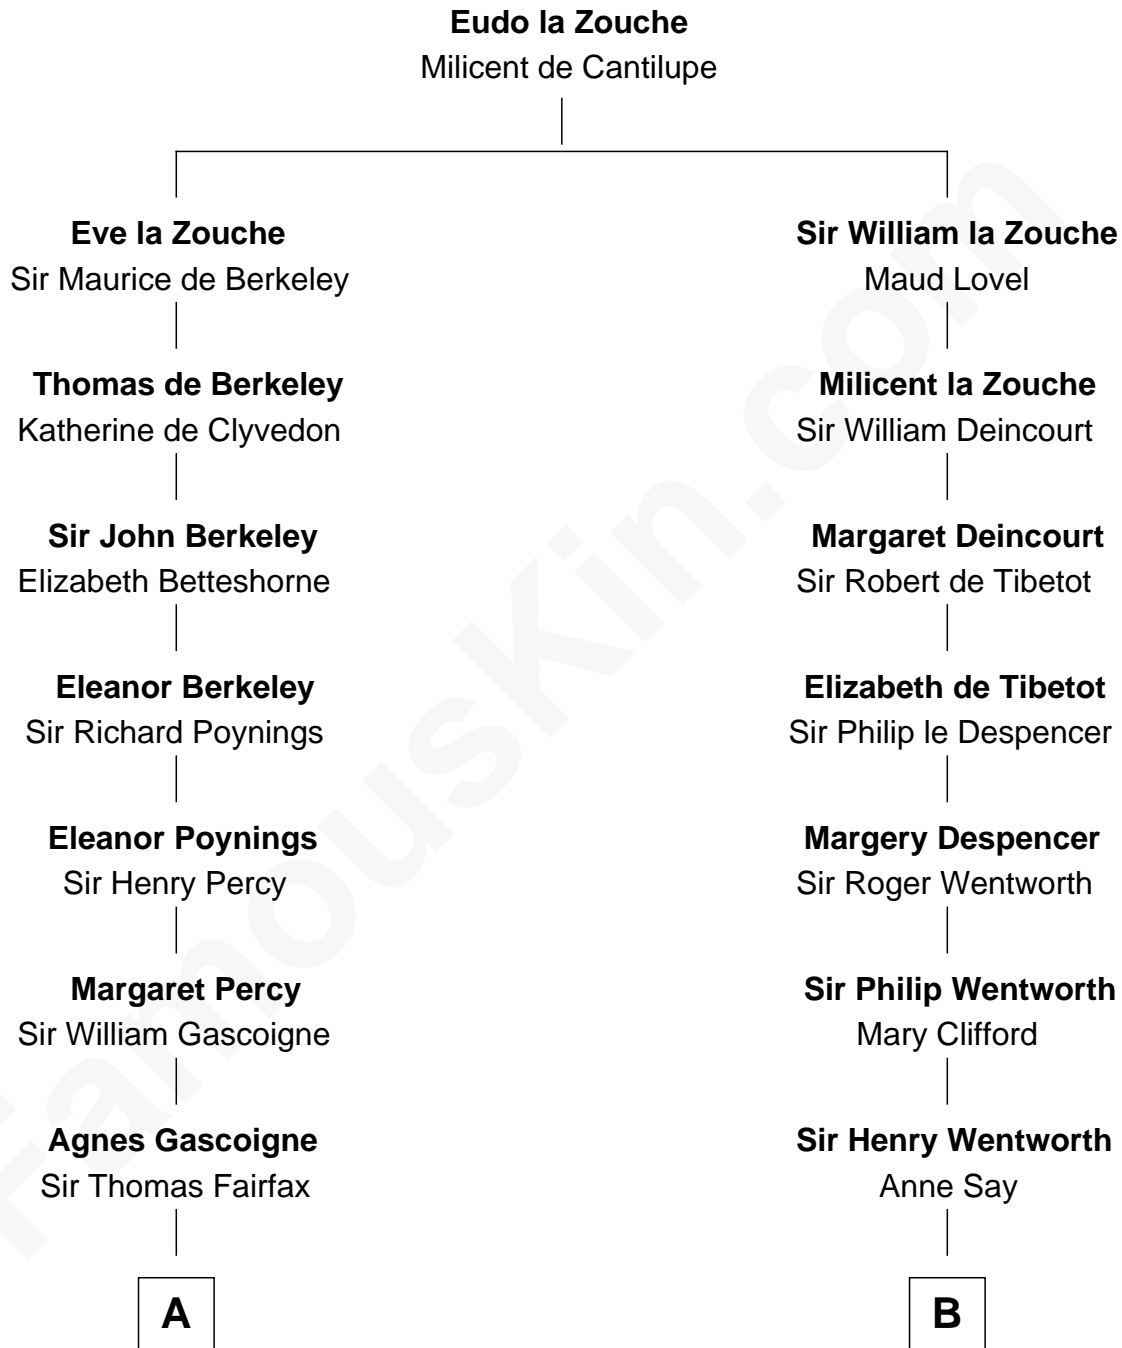 Eudo la Zouche
Milicent de Cantilupe
Eve la Zouche
Sir Maurice de Berkeley
Thomas de Berkeley
Katherine de Clyvedon
Sir John Berkeley
Elizabeth Betteshorne
Eleanor Berkeley
Sir Richard Poynings
Eleanor Poynings
Sir Henry Percy
Margaret Percy
Sir William Gascoigne
Agnes Gascoigne
Sir Thomas Fairfax
A
Sir William la Zouche
Maud Lovel
Milicent la Zouche
Sir William Deincourt
Margaret Deincourt
Sir Robert de Tibetot
Elizabeth de Tibetot
Sir Philip le Despencer
Margery Despencer
Sir Roger Wentworth
Sir Philip Wentworth
Mary Clifford
Sir Henry Wentworth
Anne Say
B
FamousKin.com